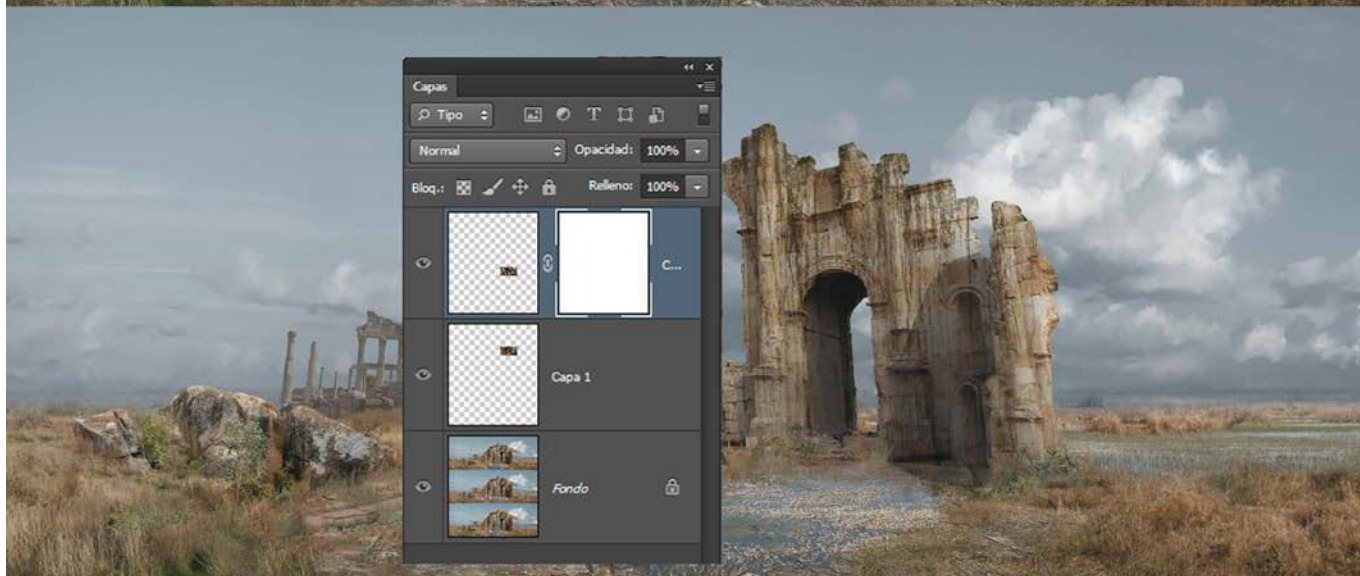 Capas
Tipo
T
Normal
Opacidad: 100%
Bloq.:
Relleno: 100%
C...
Capa 1
Fondo